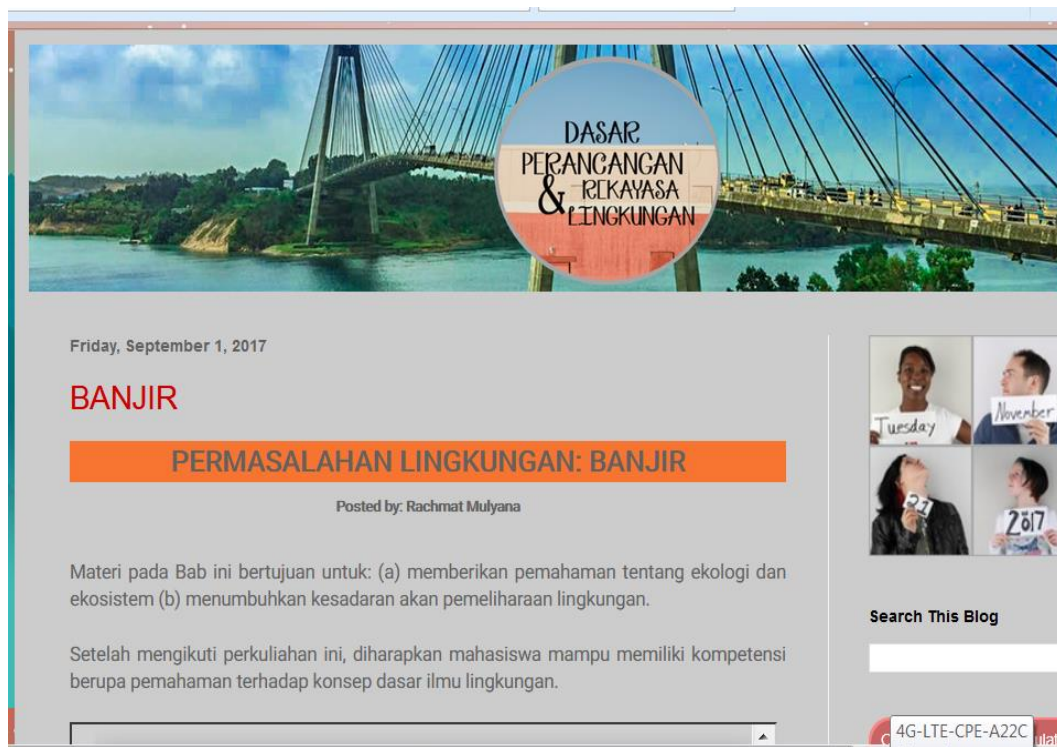 DASAR
PERANCANGAN
& REKAYASA
LINGKUNGAN
Friday, September 1, 2017
BANJIR
PERMASALAHAN LINGKUNGAN: BANJIR
Posted by: Rachmat Mulyana
Materi pada Bab ini bertujuan untuk: (a) memberikan pemahaman tentang ekologi dan
ekosistem (b) menumbuhkan kesadaran akan pemeliharaan lingkungan.
Setelah mengikuti perkuliahan ini, diharapkan mahasiswa mampu memiliki kompetensi
berupa pemahaman terhadap konsep dasar ilmu lingkungan.
Tuesday
November
21
2017
Search This Blog
4G-LTE-CPE-A22C